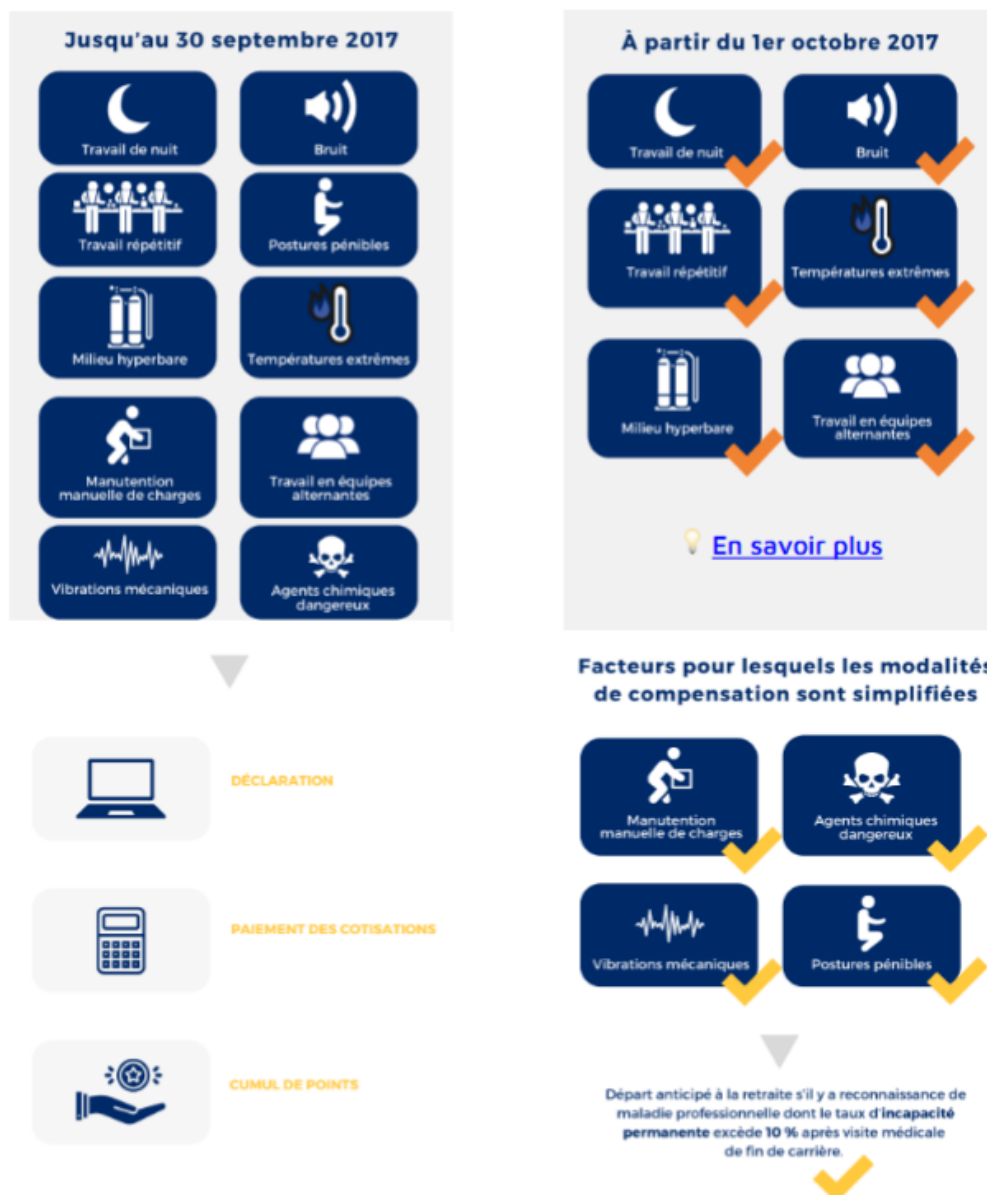 Jusqu'au 30 septembre 2017
Travail de nuit
Bruit
Travail répétitif
Postures pénibles
Milieu hyperbare
Températures extrêmes
Manutention
manuelle de charges
Travail en équipes
alternantes
Vibrations mécaniques
Agents chimiques
dangereux
DÉCLARATION
PAIEMENT DES COTISATIONS
CUMUL DE POINTS
À partir du 1er octobre 2017
Travail de nuit
Bruit
Travail répétitif
Températures extrêmes
Milieu hyperbare
Travail en équipes
alternantes
En savoir plus
Facteurs pour lesquels les modalités
de compensation sont simplifiées
Manutention
manuelle de charges
Agents chimiques
dangereux
Vibrations mécaniques
Postures pénibles
Départ anticipé à la retraite s'il y a reconnaissance de
maladie professionnelle dont le taux d'incapacité
permanente excède 10 % après visite médicale
de fin de carrière.